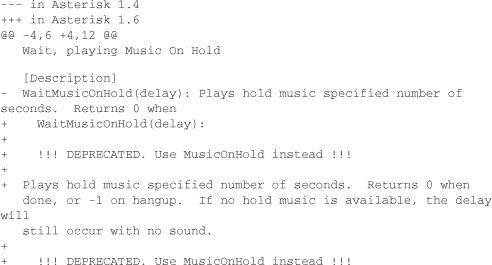 --- in Asterisk 1.4
+++ in Asterisk 1.6
@@ -4,6 +4,12 @@
   Wait, playing Music On Hold

   [Description]
-  WaitMusicOnHold(delay): Plays hold music specified number of
seconds.  Returns 0 when
+    WaitMusicOnHold(delay):
+
+    !!! DEPRECATED. Use MusicOnHold instead !!!
+
+  Plays hold music specified number of seconds.  Returns 0 when
   done, or -1 on hangup.  If no hold music is available, the delay
will
   still occur with no sound.
+
+    !!! DEPRECATED. Use MusicOnHold instead !!!